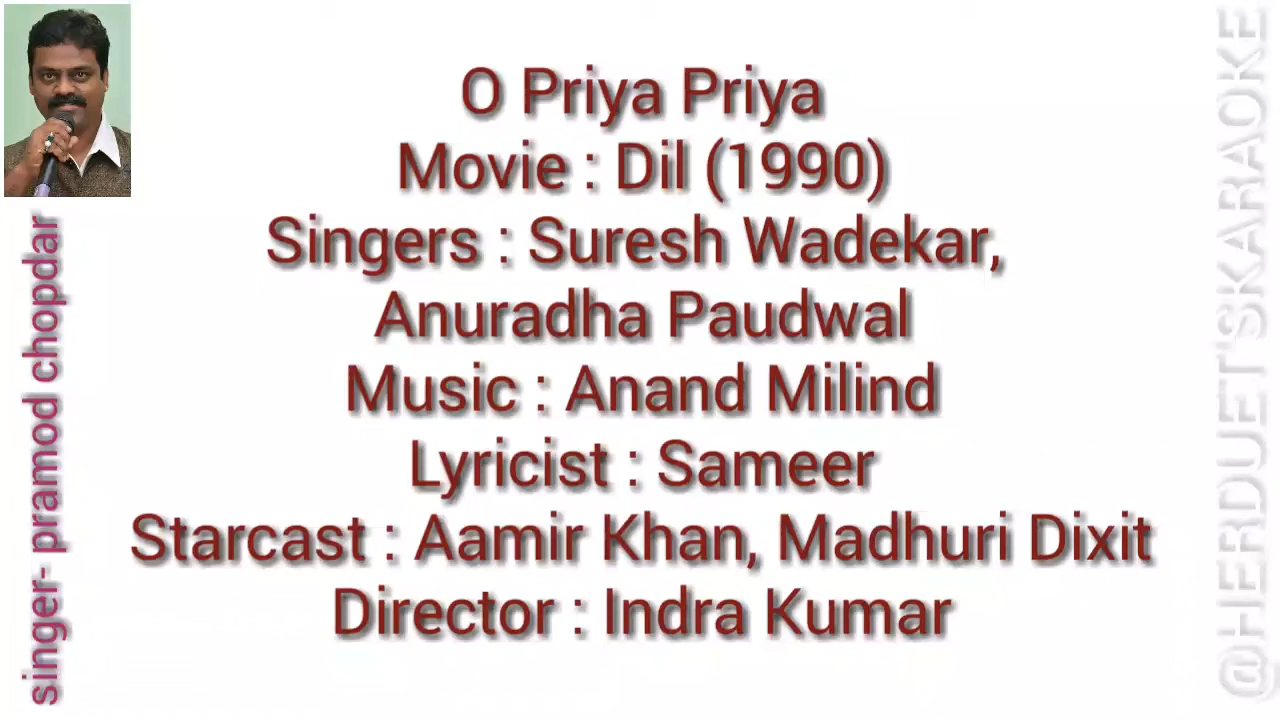 O Priya Priya
Movie : Dil (1990)
Singers : Suresh Wadekar,
Anuradha Paudwal
Music : Anand Milind
Lyricist : Sameer
Starcast : Aamir Khan, Madhuri Dixit
Director : Indra Kumar
singer- pramod chopdar
@HERDUET'SKARAOKE